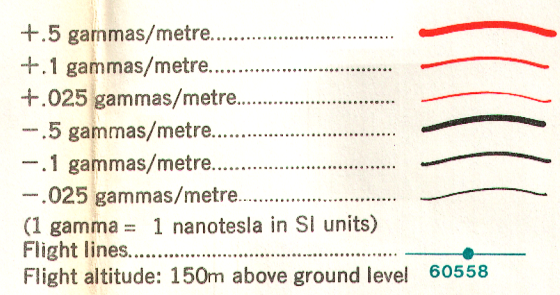 +.5 gammas/metre..............................
+.1 gammas/metre..............................
+.025 gammas/metre..........................
−.5 gammas/metre..............................
−.1 gammas/metre..............................
−.025 gammas/metre..........................
(1 gamma = 1 nanotesla in SI units)
Flight lines............................................
Flight altitude: 150m above ground level 60558